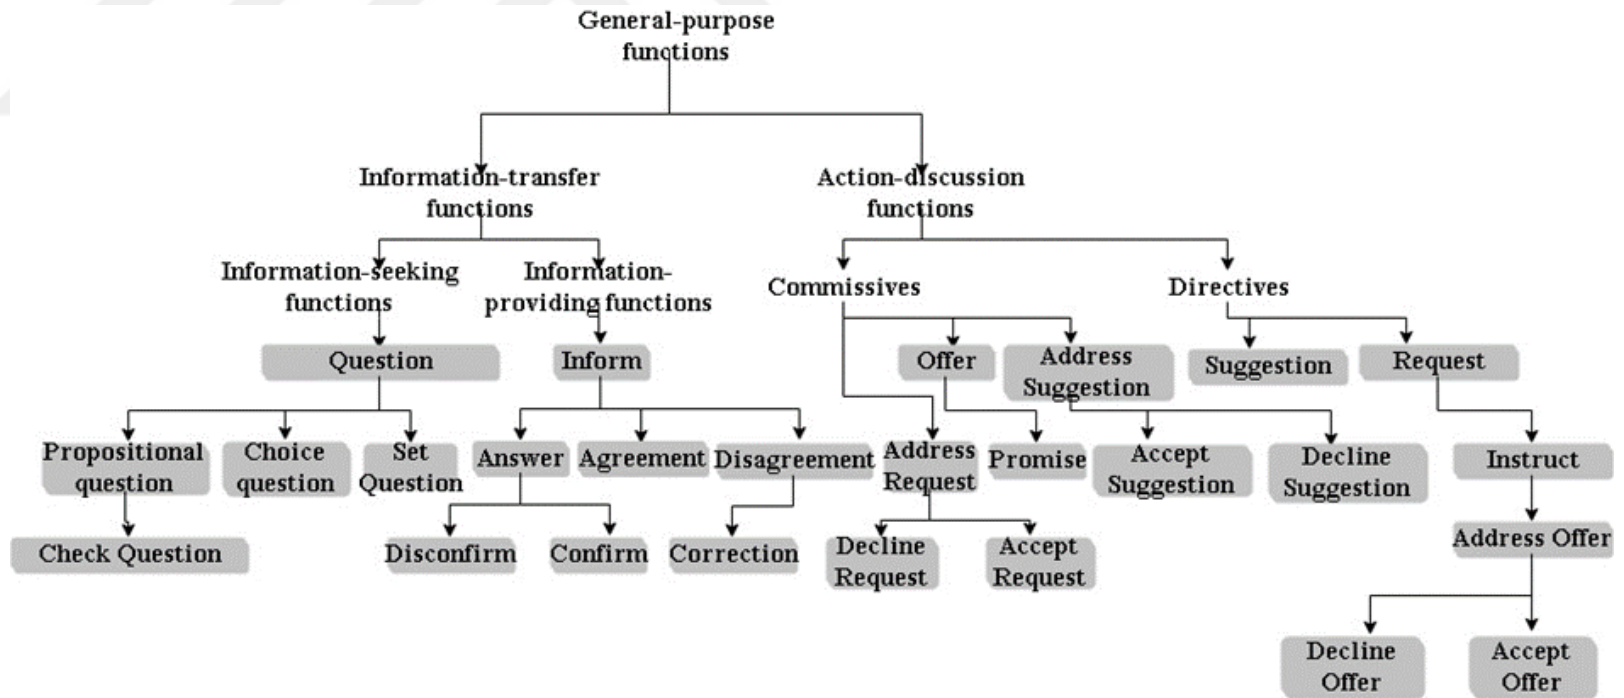 General-purpose
functions
Information-transfer
functions
Action-discussion
functions
Information-seeking
functions
Information-
providing functions
Commissives
Directives
Question
Inform
Offer
Address
Suggestion
Suggestion
Request
Propositional
question
Choice
question
Set
Question
Answer
Agreement
Disagreement
Address
Request
Promise
Accept
Suggestion
Decline
Suggestion
Instruct
Check Question
Disconfirm
Confirm
Correction
Decline
Request
Accept
Request
Address Offer
Decline
Offer
Accept
Offer